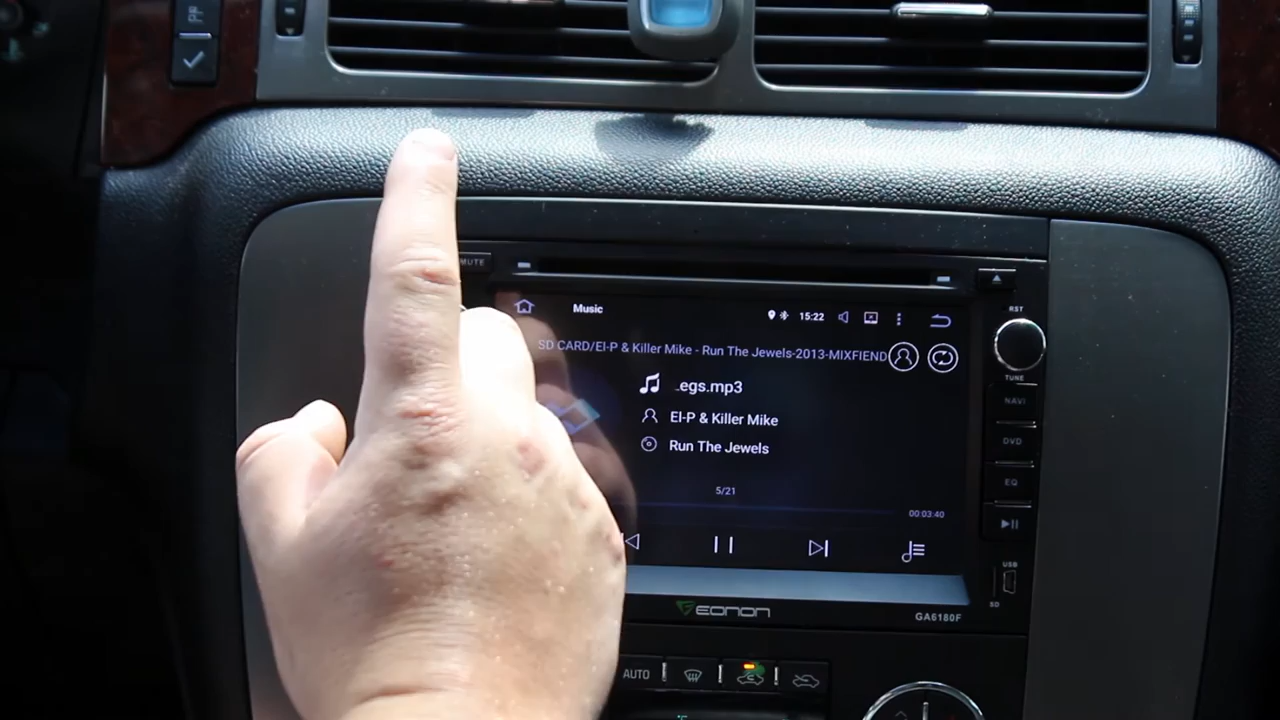 MUTE
Music
15:22
RST
SD CARD/El-P & Killer Mike - Run The Jewels-2013-MIXFIEND
_egs.mp3
TUNE
El-P & Killer Mike
NAVI
Run The Jewels
DVD
5/21
EQ
00:03:40
USB
SD
EONON
GA6180F
AUTO